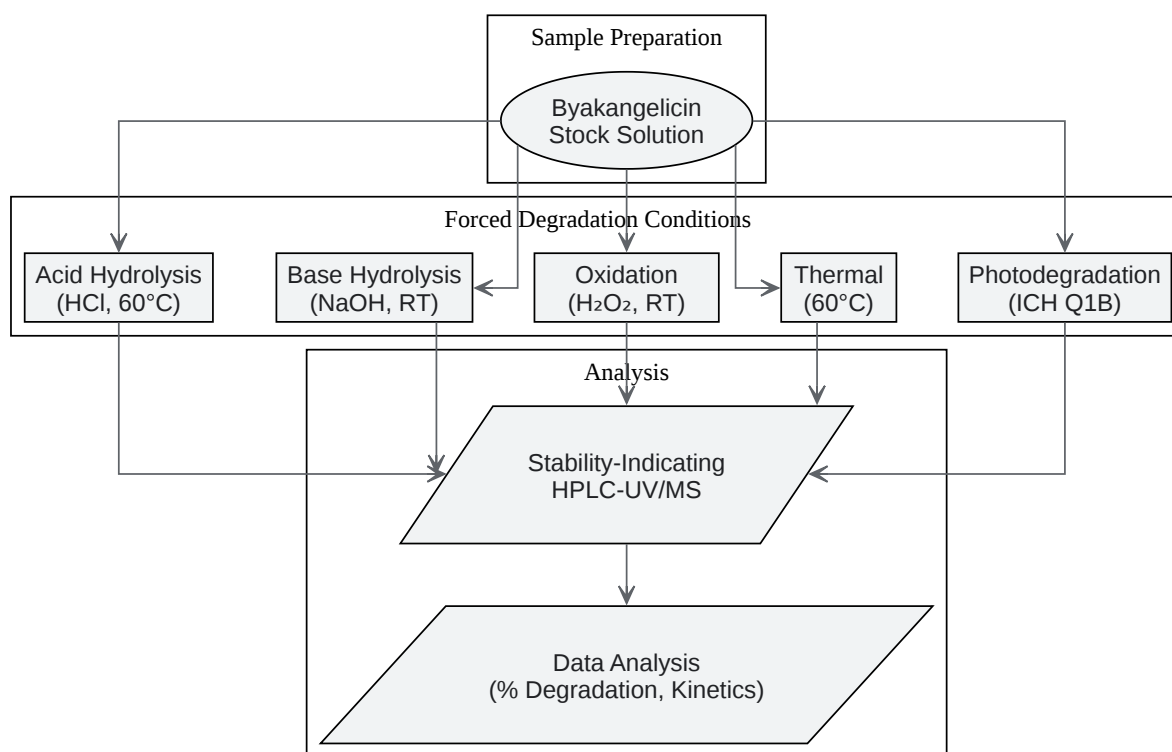 Sample Preparation
Byakangelicin
Stock Solution
Forced Degradation Conditions
Acid Hydrolysis
(HCl, 60°C)
Base Hydrolysis
(NaOH, RT)
Oxidation
(H₂O₂, RT)
Thermal
(60°C)
Photodegradation
(ICH Q1B)
Analysis
Stability-Indicating
HPLC-UV/MS
Data Analysis
(% Degradation, Kinetics)